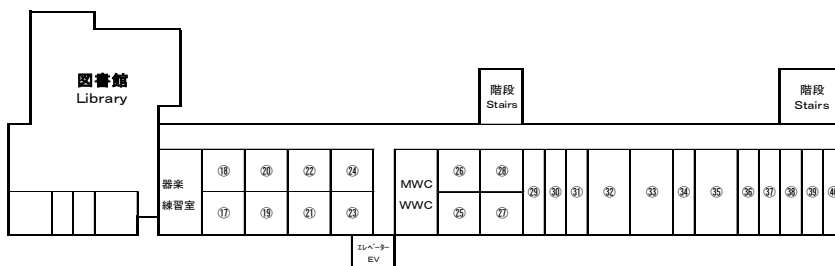 図書館
Library
階段
Stairs
階段
Stairs
器楽
練習室
⑱ ⑳ ㉒ ㉔
⑰ ⑲ ㉑ ㉓
MWC
WWC
㉖ ㉘
㉕ ㉗
㉙ ㉚ ㉛ ㉜ ㉝ ㉞ ㉟ ㊱ ㊲ ㊳ ㊴ ㊵
エレベーター
EV